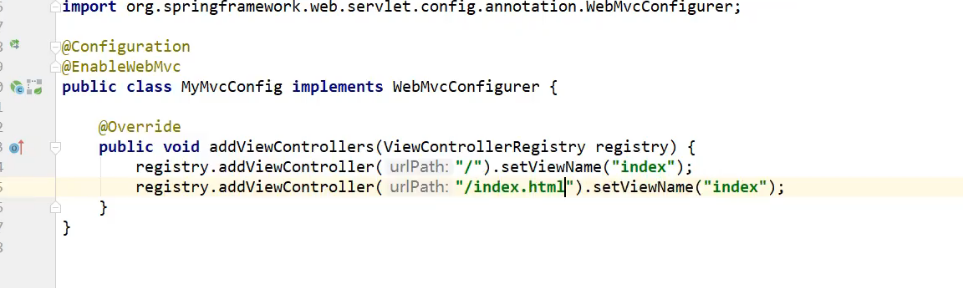 import org.springframework.web.servlet.config.annotation.WebMvcConfigurer;
@Configuration
@EnableWebMvc
public class MyMvcConfig implements WebMvcConfigurer {
@Override
public void addViewControllers(ViewControllerRegistry registry) {
registry.addViewController( urlPath: "/").setViewName("index");
registry.addViewController( urlPath: "/index.html").setViewName("index");
}
}